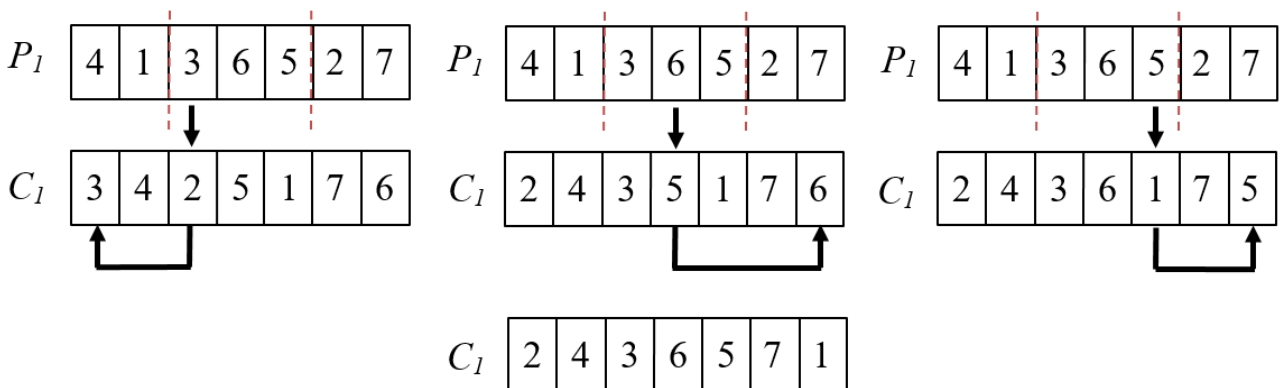 P1 4 1 3 6 5 2 7
C1 3 4 2 5 1 7 6
P1 4 1 3 6 5 2 7
C1 2 4 3 5 1 7 6
P1 4 1 3 6 5 2 7
C1 2 4 3 6 1 7 5
C1 2 4 3 6 5 7 1